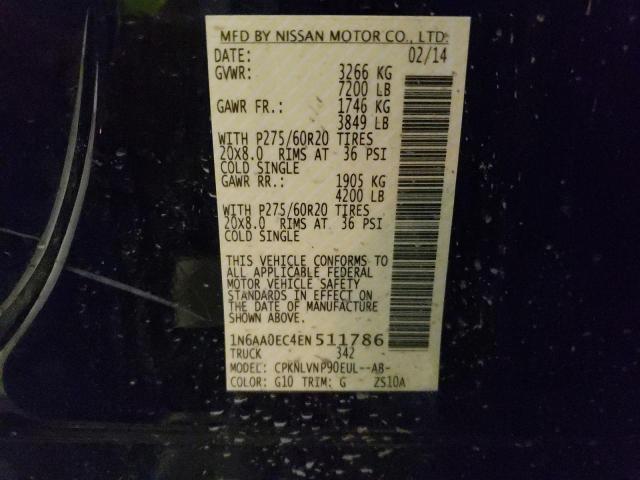 MFD BY NISSAN MOTOR CO., LTD.
DATE: 02/14
GVWR: 3266 KG
7200 LB
GAWR FR.: 1746 KG
3849 LB
WITH P275/60R20 TIRES
20X8.0 RIMS AT 36 PSI
COLD SINGLE
GAWR RR.: 1905 KG
4200 LB
WITH P275/60R20 TIRES
20X8.0 RIMS AT 36 PSI
COLD SINGLE
THIS VEHICLE CONFORMS TO
ALL APPLICABLE FEDERAL
MOTOR VEHICLE SAFETY
STANDARDS IN EFFECT ON
THE DATE OF MANUFACTURE
SHOWN ABOVE.
1N6AA0EC4EN511786
TRUCK 342
MODEL: CPKNLVNP90EUL--AB-
COLOR: G10 TRIM: G ZS10A